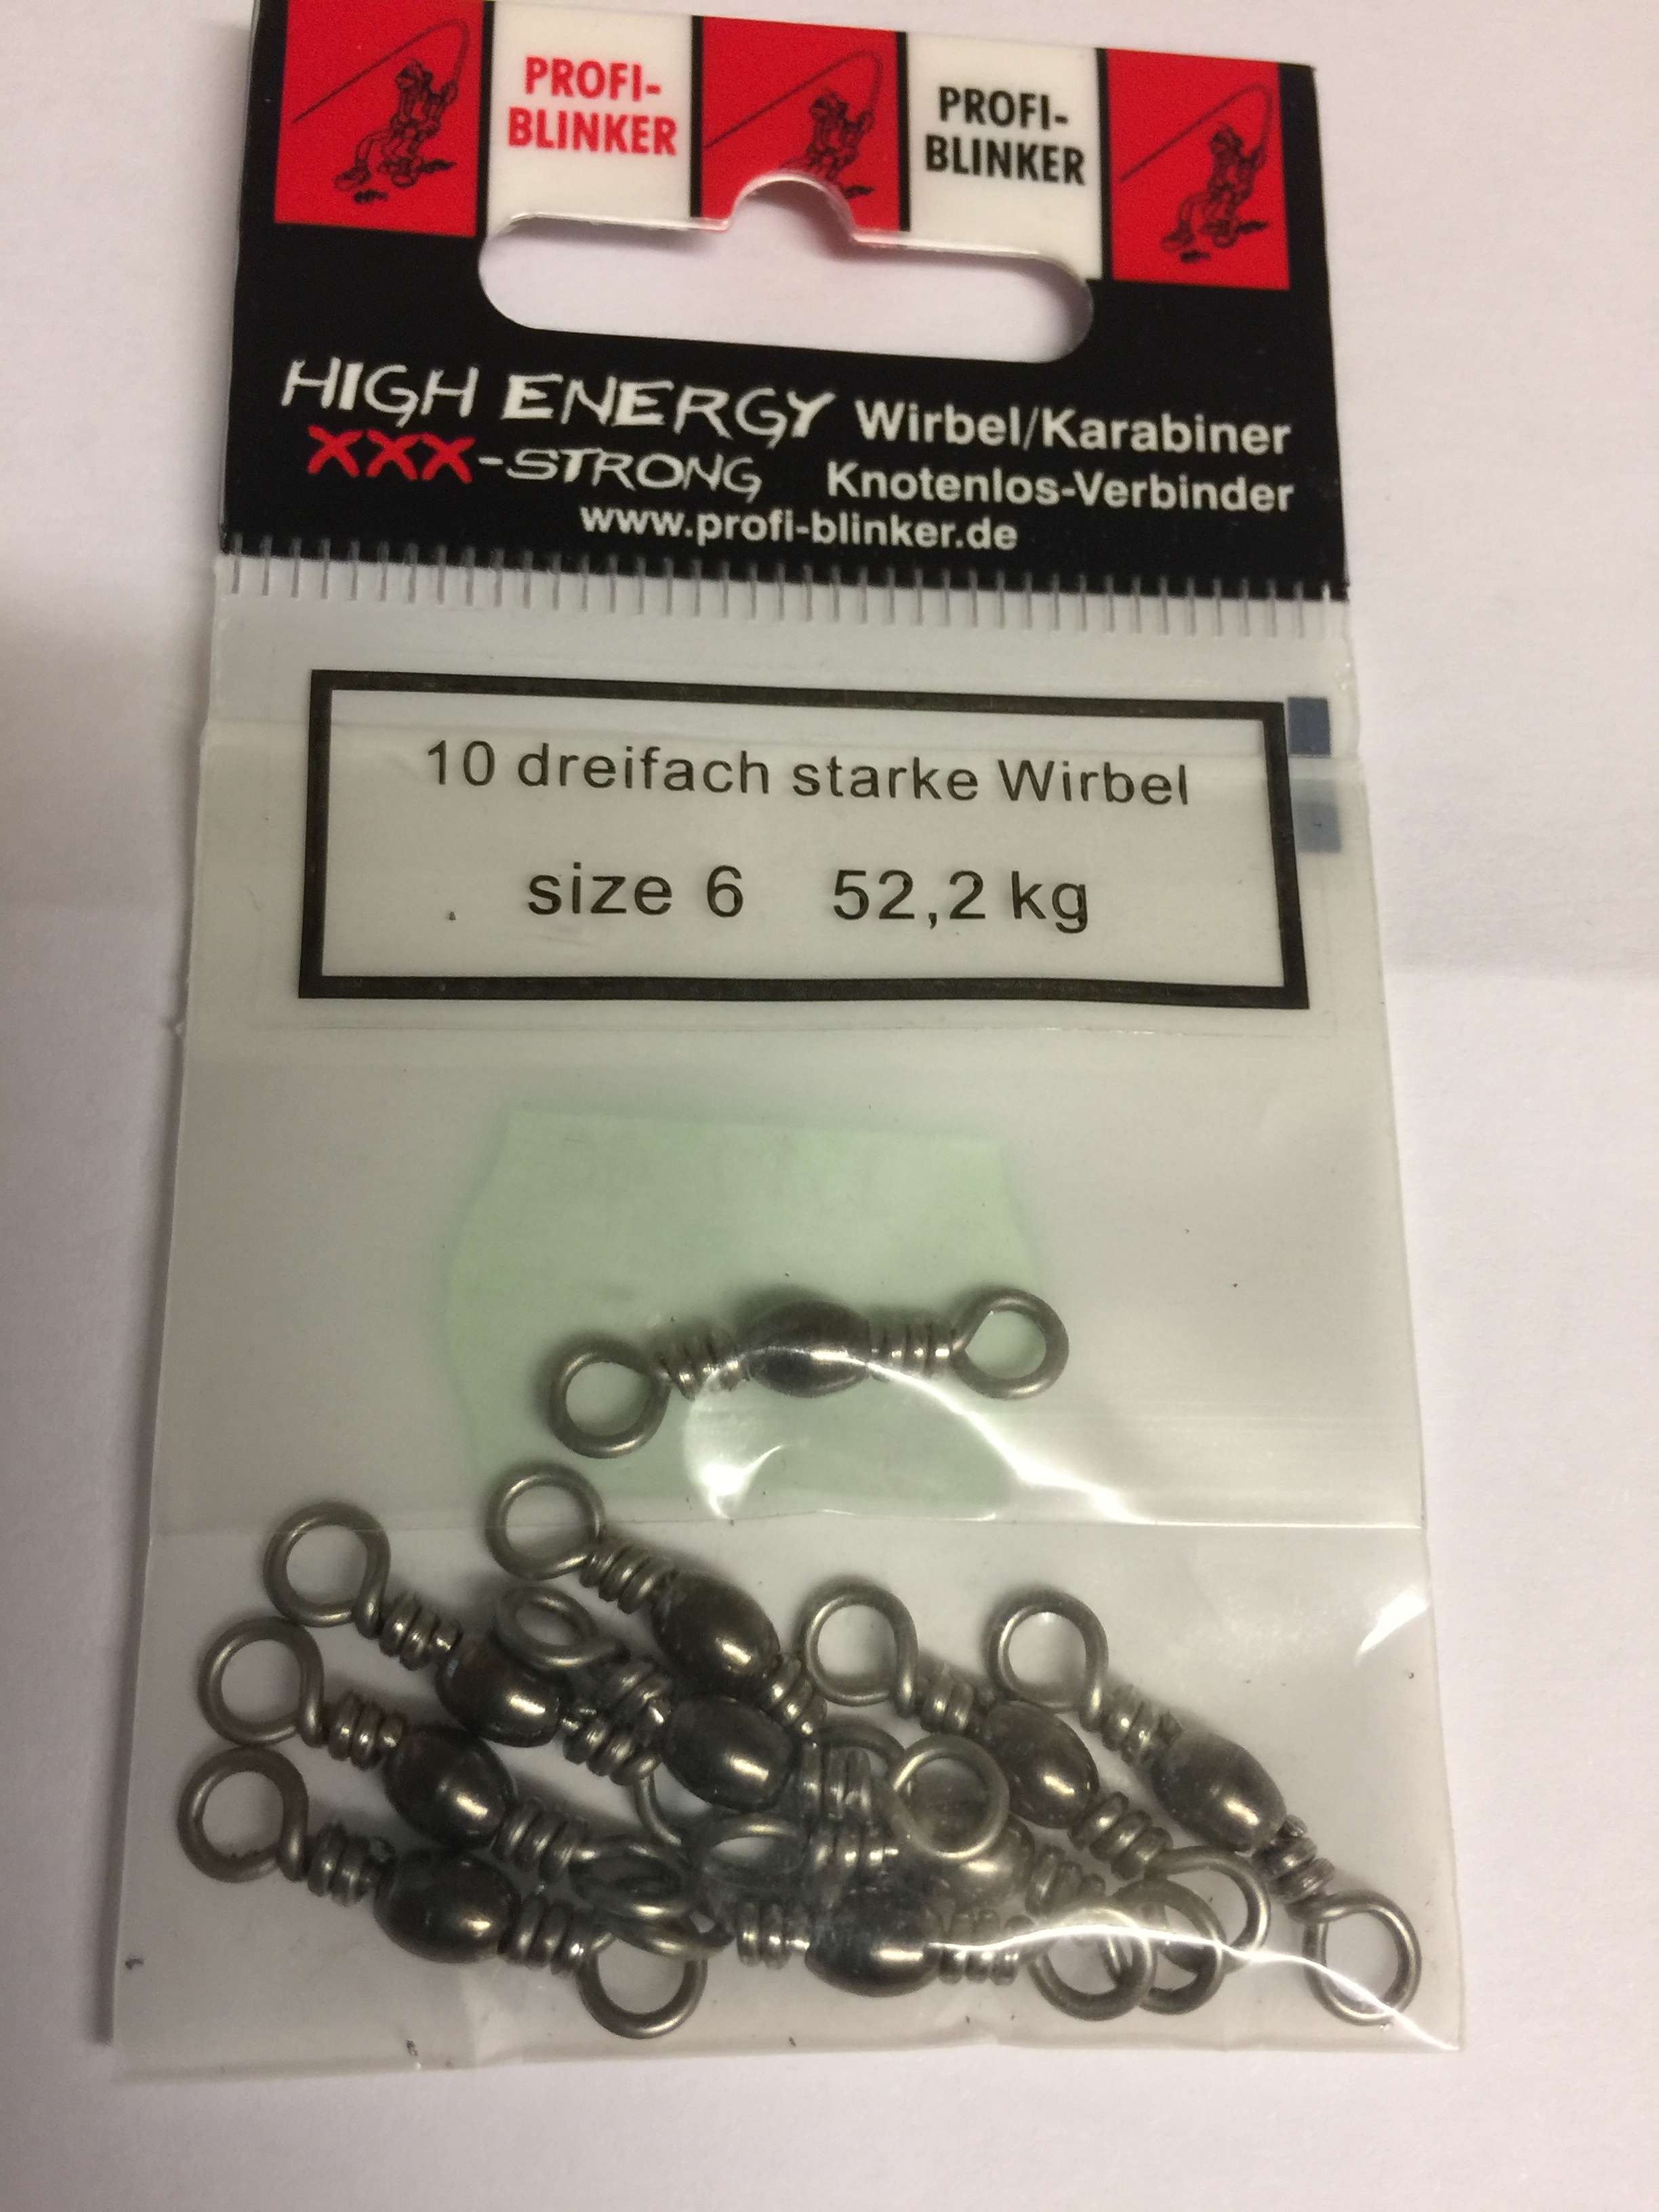 PROFI-
BLINKER
PROFI-
BLINKER
HIGH ENERGY Wirbel/Karabiner
XXX-STRONG Knotenlos-Verbinder
www.profi-blinker.de
10 dreifach starke Wirbel
size 6 52,2 kg